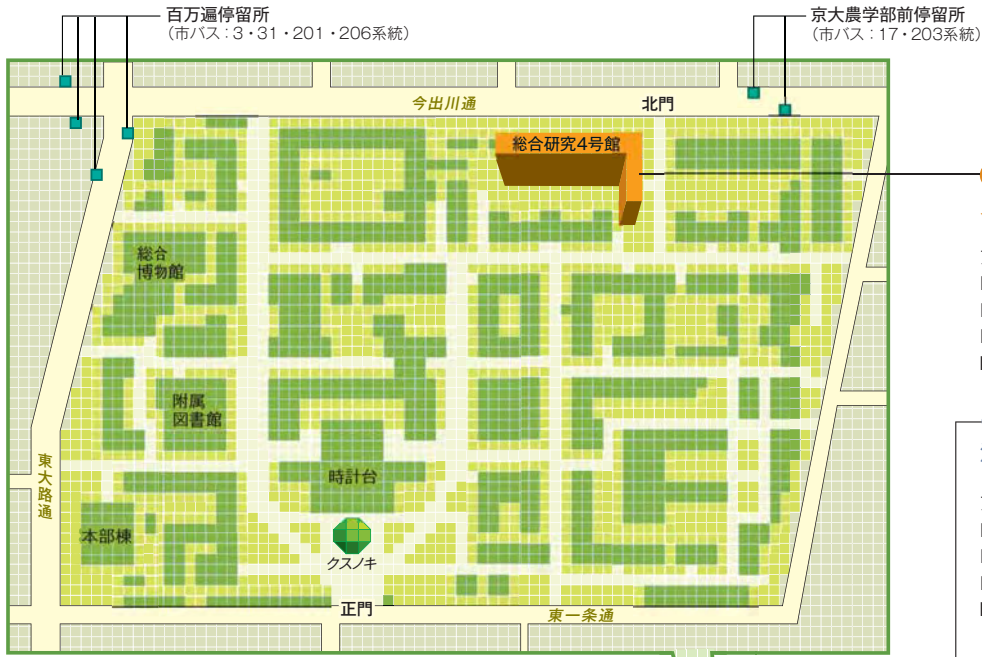 百万遍停留所
（市バス：3・31・201・206系統）
京大農学部前停留所
（市バス：17・203系統）
今出川通
北門
総合研究4号館
総合
博物館
附属
図書館
時計台
東大路通
本部棟
クスノキ
正門
東一条通